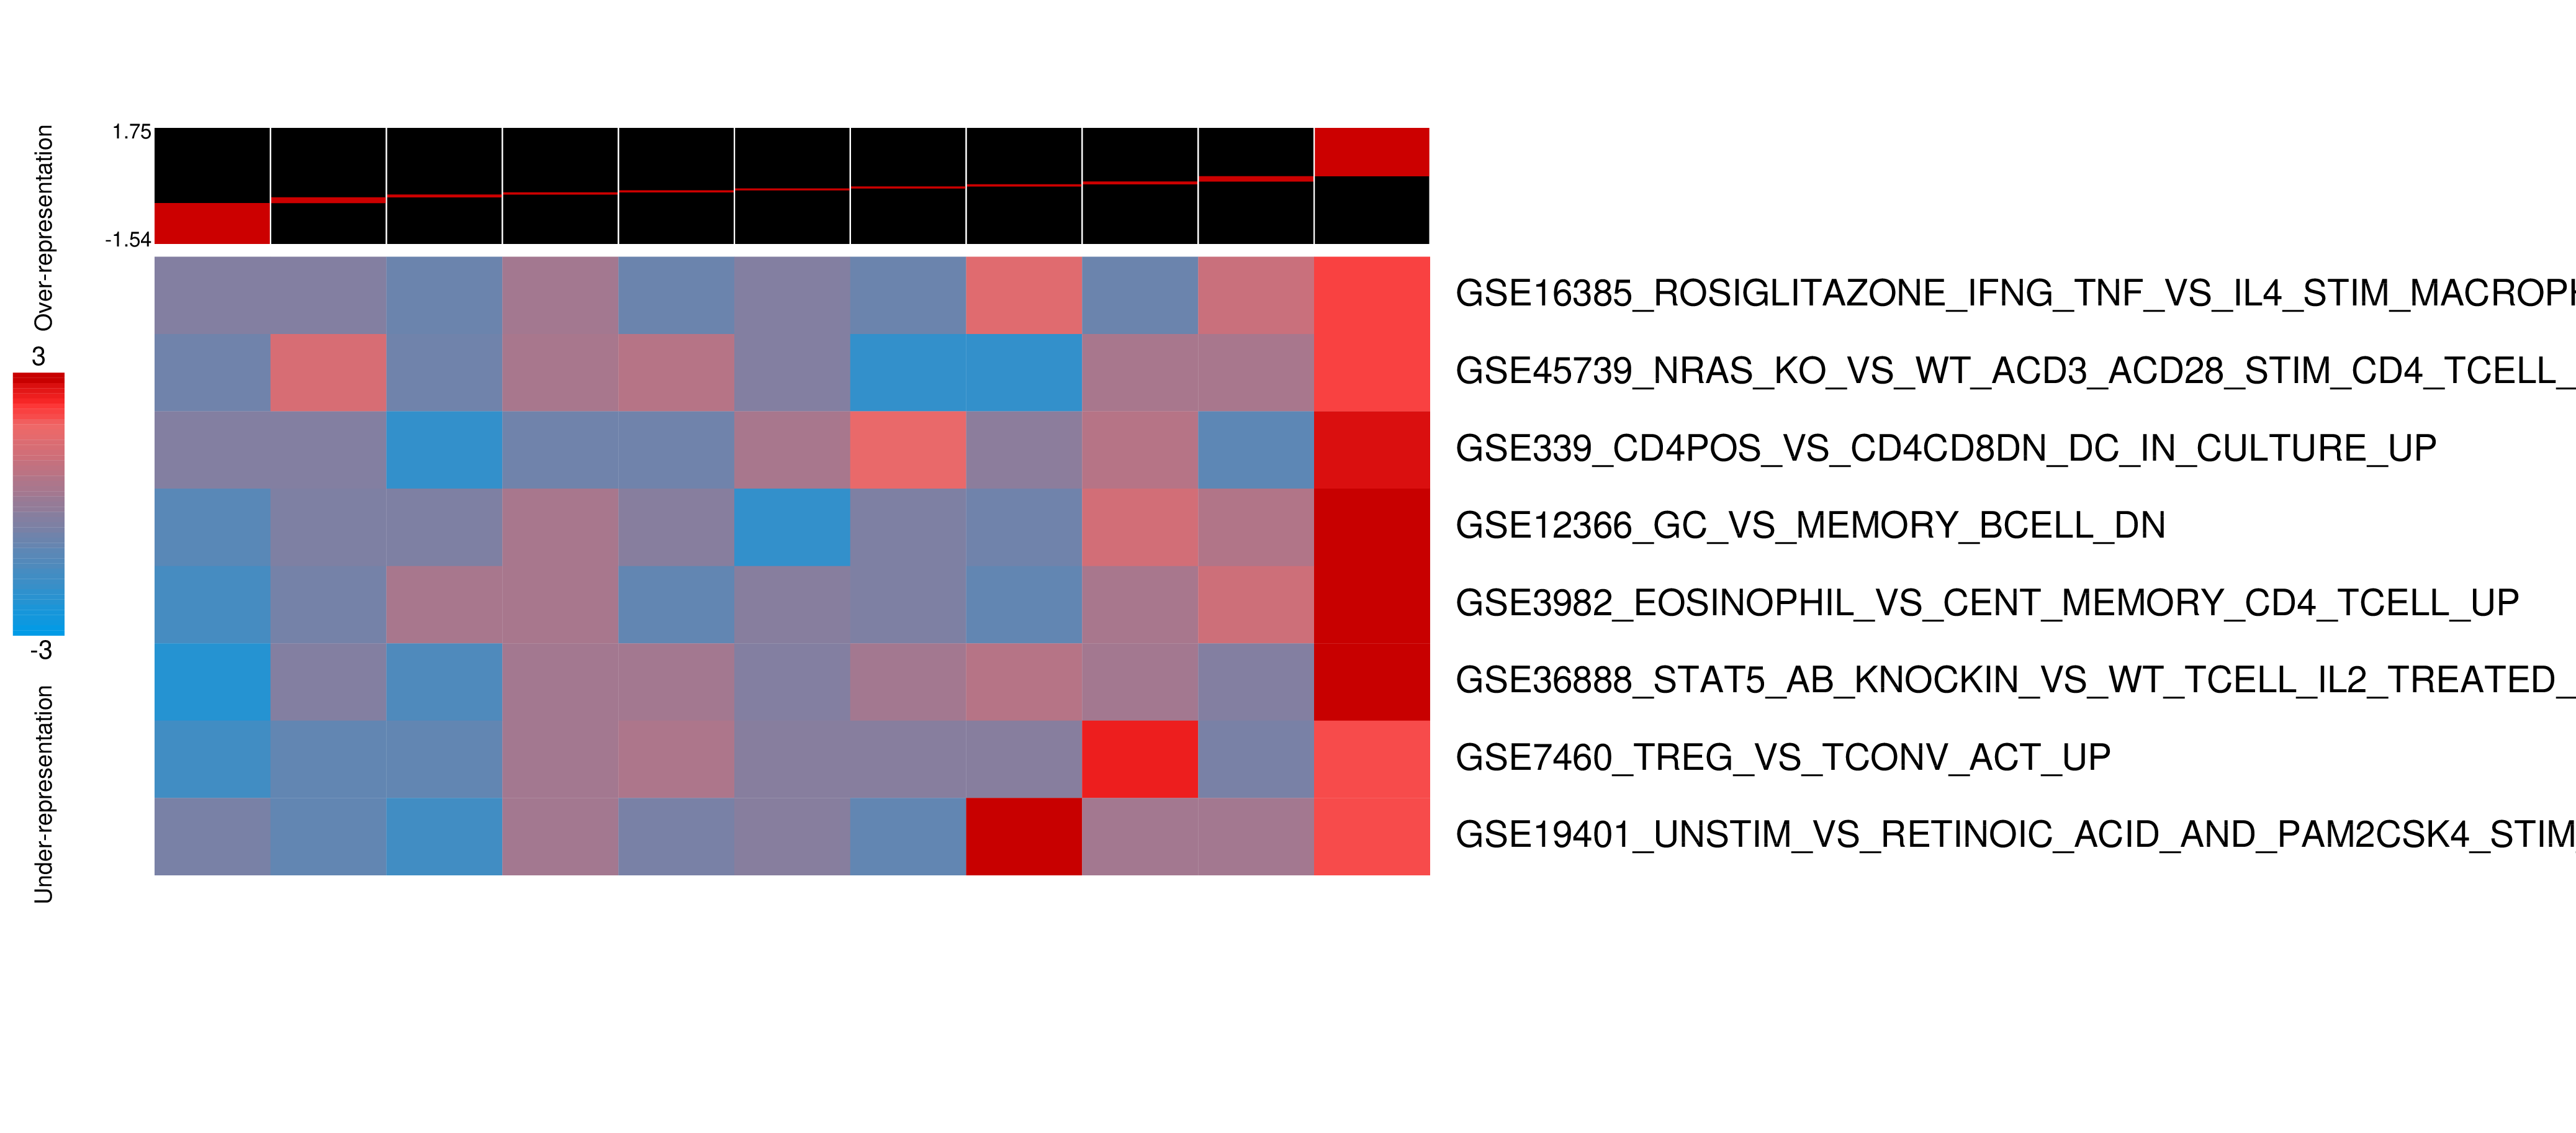 Over-representation
3
-3
Under-representation
1.75
-1.54
GSE16385_ROSIGLITAZONE_IFNG_TNF_VS_IL4_STIM_MACROPH
GSE45739_NRAS_KO_VS_WT_ACD3_ACD28_STIM_CD4_TCELL_
GSE339_CD4POS_VS_CD4CD8DN_DC_IN_CULTURE_UP
GSE12366_GC_VS_MEMORY_BCELL_DN
GSE3982_EOSINOPHIL_VS_CENT_MEMORY_CD4_TCELL_UP
GSE36888_STAT5_AB_KNOCKIN_VS_WT_TCELL_IL2_TREATED_
GSE7460_TREG_VS_TCONV_ACT_UP
GSE19401_UNSTIM_VS_RETINOIC_ACID_AND_PAM2CSK4_STIM